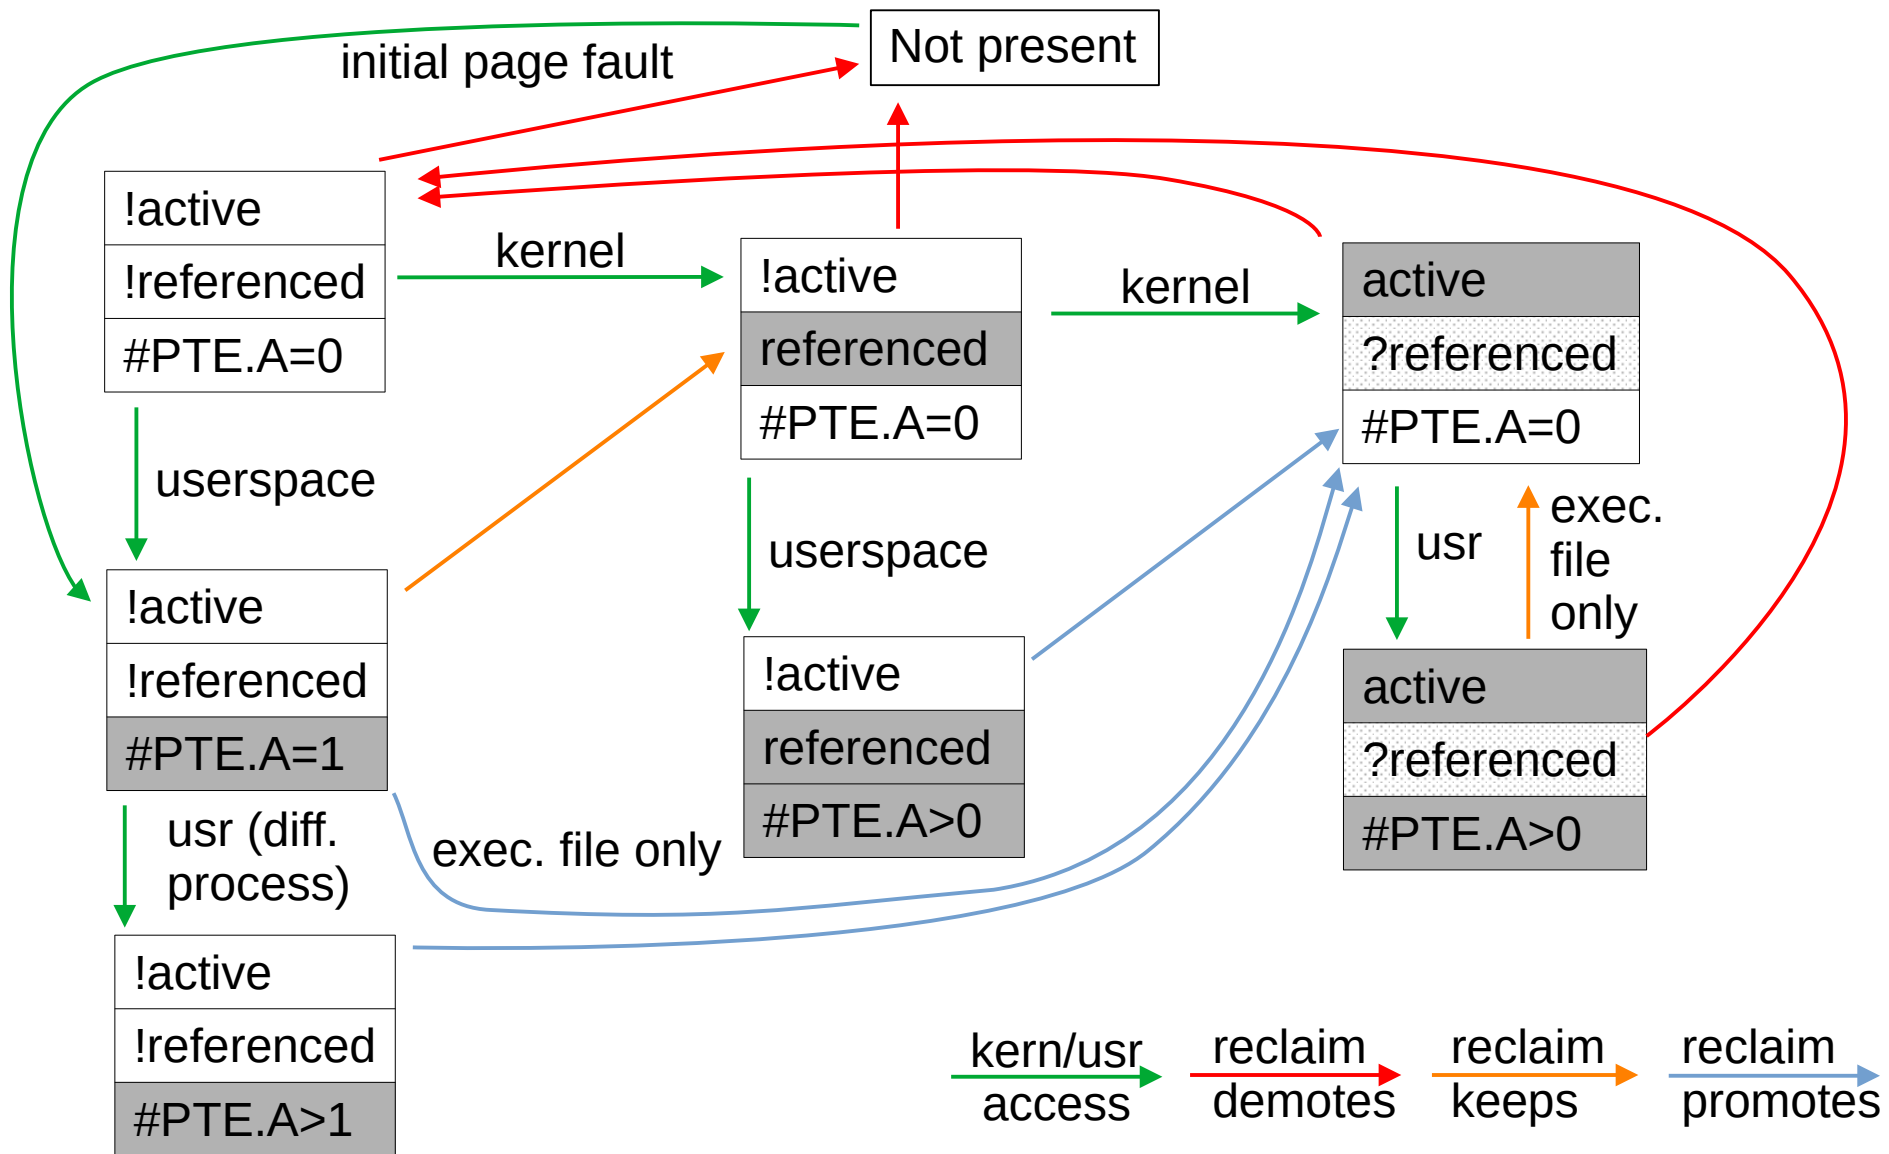 Not present
initial page fault
!active
!referenced
#PTE.A=0
kernel
!active
referenced
#PTE.A=0
kernel
active
?referenced
#PTE.A=0
userspace
userspace
usr
exec.
file
only
!active
!referenced
#PTE.A=1
!active
referenced
#PTE.A>0
active
?referenced
#PTE.A>0
usr (diff.
process)
exec. file only
!active
!referenced
#PTE.A>1
kern/usr
access
reclaim
demotes
reclaim
keeps
reclaim
promotes